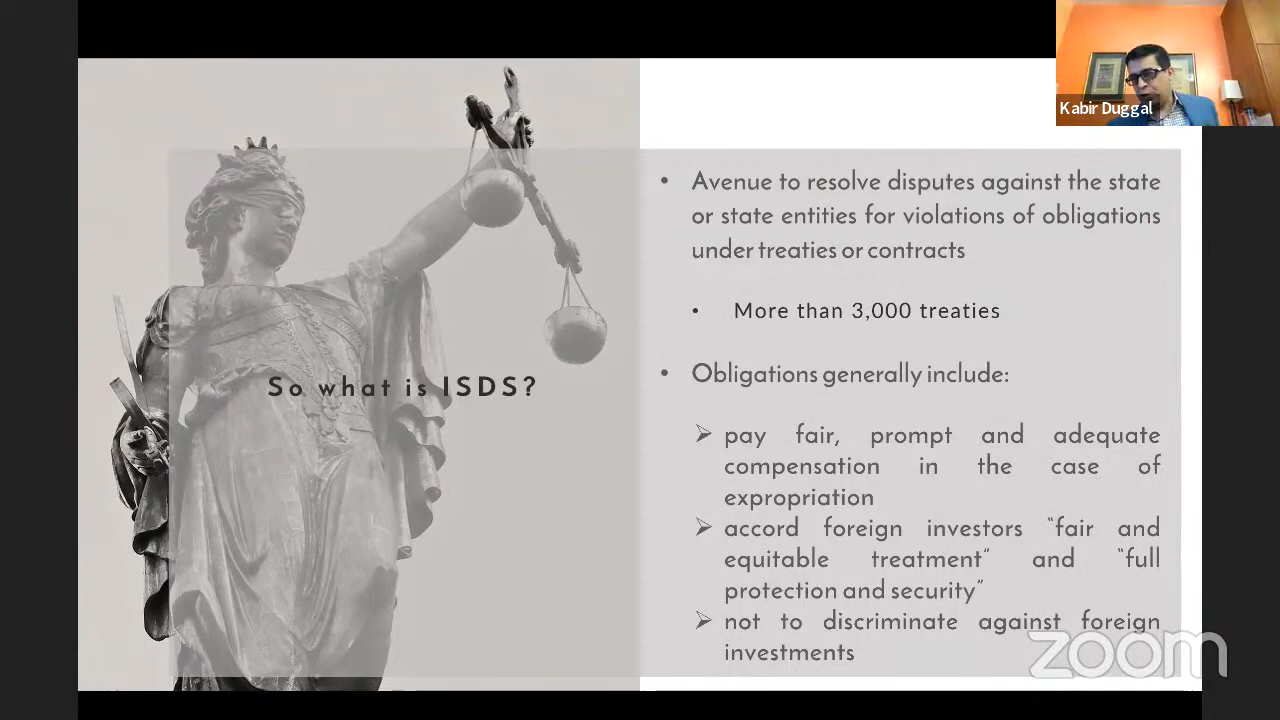 Kabir Duggal
So what is ISDS?
• Avenue to resolve disputes against the state
or state entities for violations of obligations
under treaties or contracts
• More than 3,000 treaties
• Obligations generally include:
➢ pay fair, prompt and adequate
compensation in the case of
expropriation
➢ accord foreign investors “fair and
equitable treatment” and “full
protection and security”
➢ not to discriminate against foreign
investments
zoom